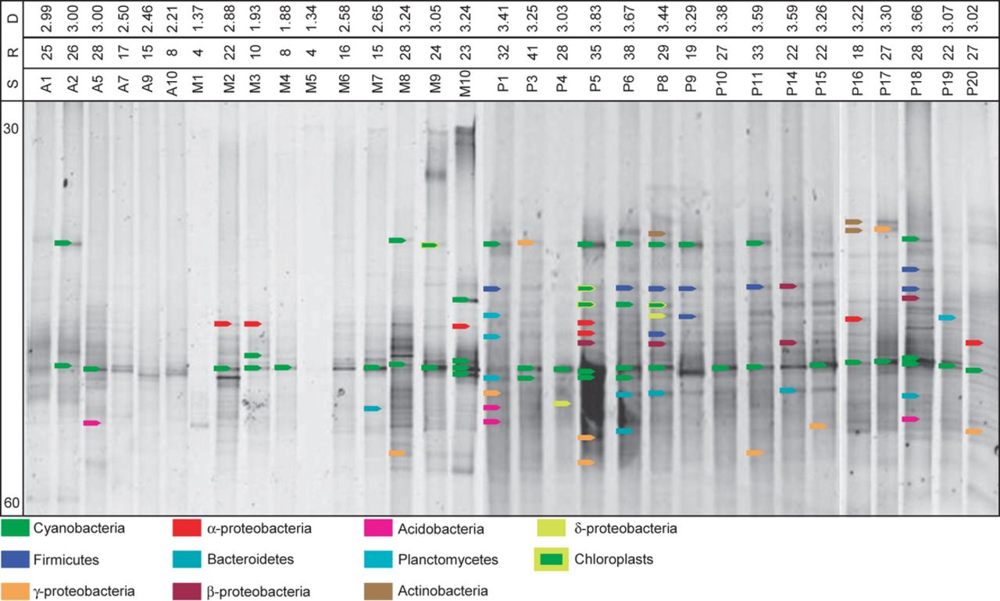 D 2.99 3.00 3.00 2.50 2.46 2.21 1.37 2.88 1.93 1.88 1.34 2.58 2.65 3.24 3.05 3.24 3.41 3.25 3.03 3.83 3.67 3.44 3.29 3.38 3.59 3.59 3.26 3.22 3.30 3.66 3.07 3.02
R 25 26 28 17 15 8 4 22 10 8 4 16 15 28 24 23 32 41 28 35 38 29 19 27 33 22 22 18 27 28 22 27
S A1 A2 A5 A7 A9 A10 M1 M2 M3 M4 M5 M6 M7 M8 M9 M10 P1 P3 P4 P5 P6 P8 P9 P10 P11 P14 P15 P16 P17 P18 P19 P20
30
60
Cyanobacteria α-proteobacteria Acidobacteria δ-proteobacteria
Firmicutes Bacteroidetes Planctomycetes Chloroplasts
γ-proteobacteria β-proteobacteria Actinobacteria